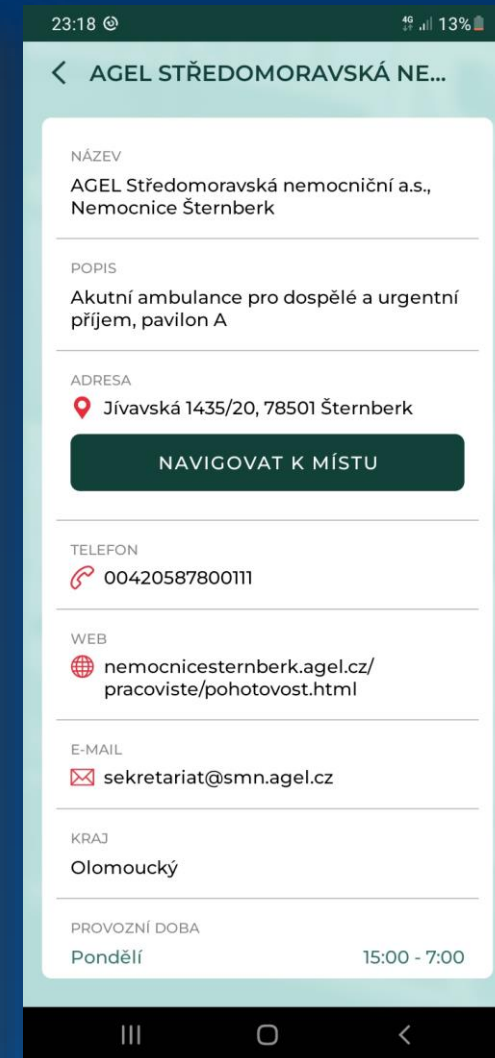 23:18 4G 13%
AGEL STŘEDOMORAVSKÁ NE...
NÁZEV
AGEL Středomoravská nemocniční a.s.,
Nemocnice Šternberk
POPIS
Akutní ambulance pro dospělé a urgentní
příjem, pavilon A
ADRESA
Jívavská 1435/20, 78501 Šternberk
NAVIGOVAT K MÍSTU
TELEFON
00420587800111
WEB
nemocnicesternberk.agel.cz/
pracoviste/pohotovost.html
E-MAIL
sekretariat@smn.agel.cz
KRAJ
Olomoucký
PROVOZNÍ DOBA
Pondělí 15:00 - 7:00